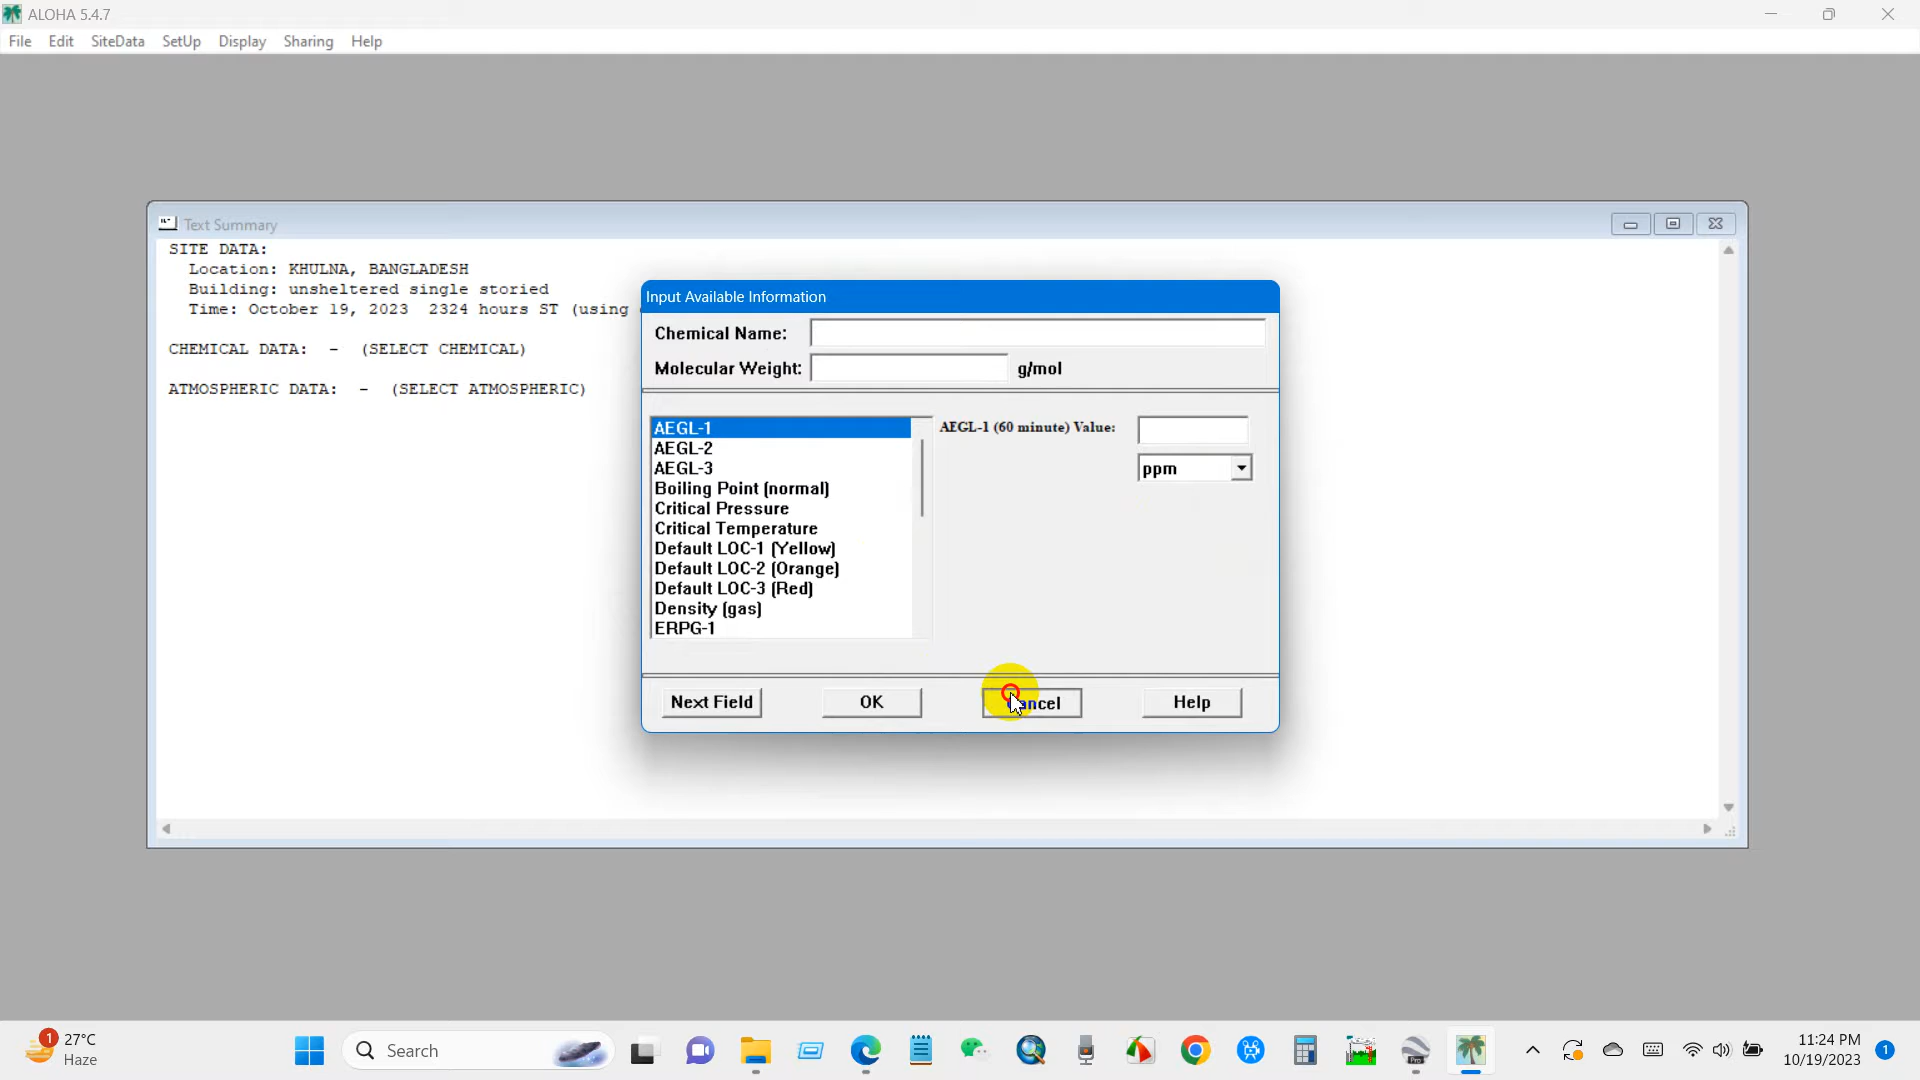 ALOHA 5.4.7
File Edit SiteData SetUp Display Sharing Help
Text Summary
SITE DATA:
Location: KHULNA, BANGLADESH
Building: unsheltered single storied
Time: October 19, 2023 2324 hours ST (using
CHEMICAL DATA: - (SELECT CHEMICAL)
ATMOSPHERIC DATA: - (SELECT ATMOSPHERIC)
Input Available Information
Chemical Name:
Molecular Weight: g/mol
AEGL-1
AEGL-2
AEGL-3
Boiling Point (normal)
Critical Pressure
Critical Temperature
Default LOC-1 (Yellow)
Default LOC-2 (Orange)
Default LOC-3 (Red)
Density (gas)
ERPG-1
AEGL-1 (60 minute) Value:
ppm
Next Field OK Cancel Help
1 27°C
Haze
Search
Pro
11:24 PM
10/19/2023
1